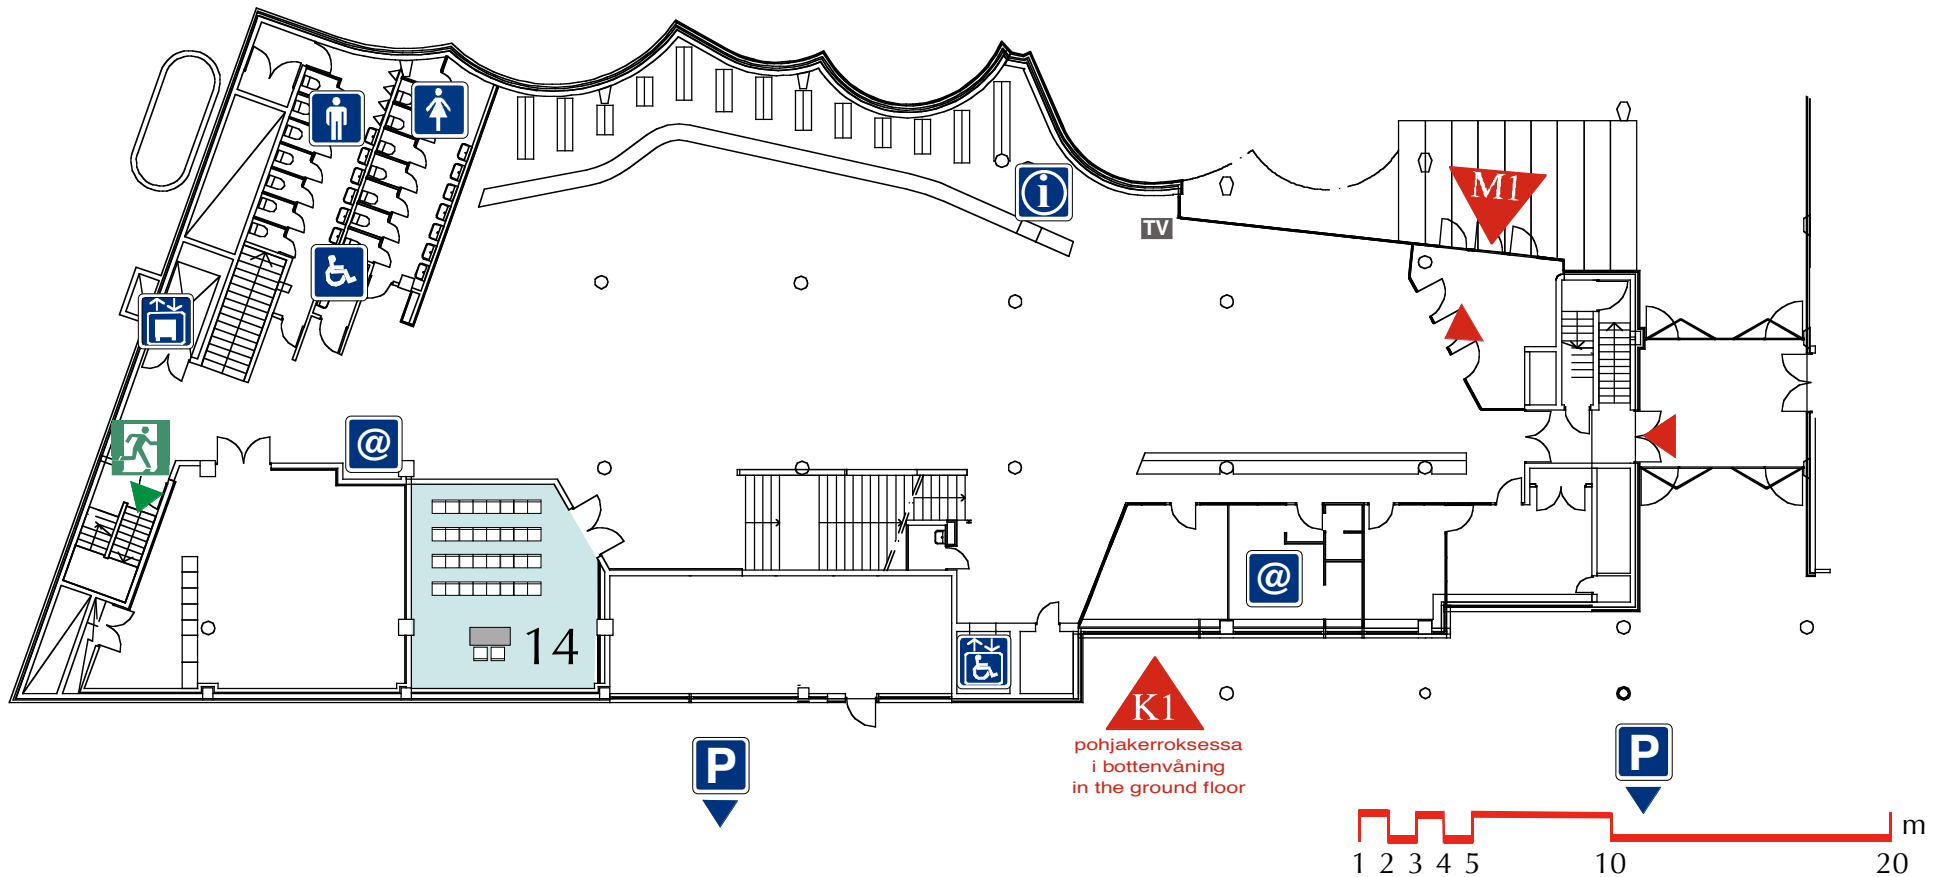 i
M1
TV
@
14
@
K1
pohjakerroksessa
i bottenvåning
in the ground floor
P
P
m
1 2 3 4 5 10 20